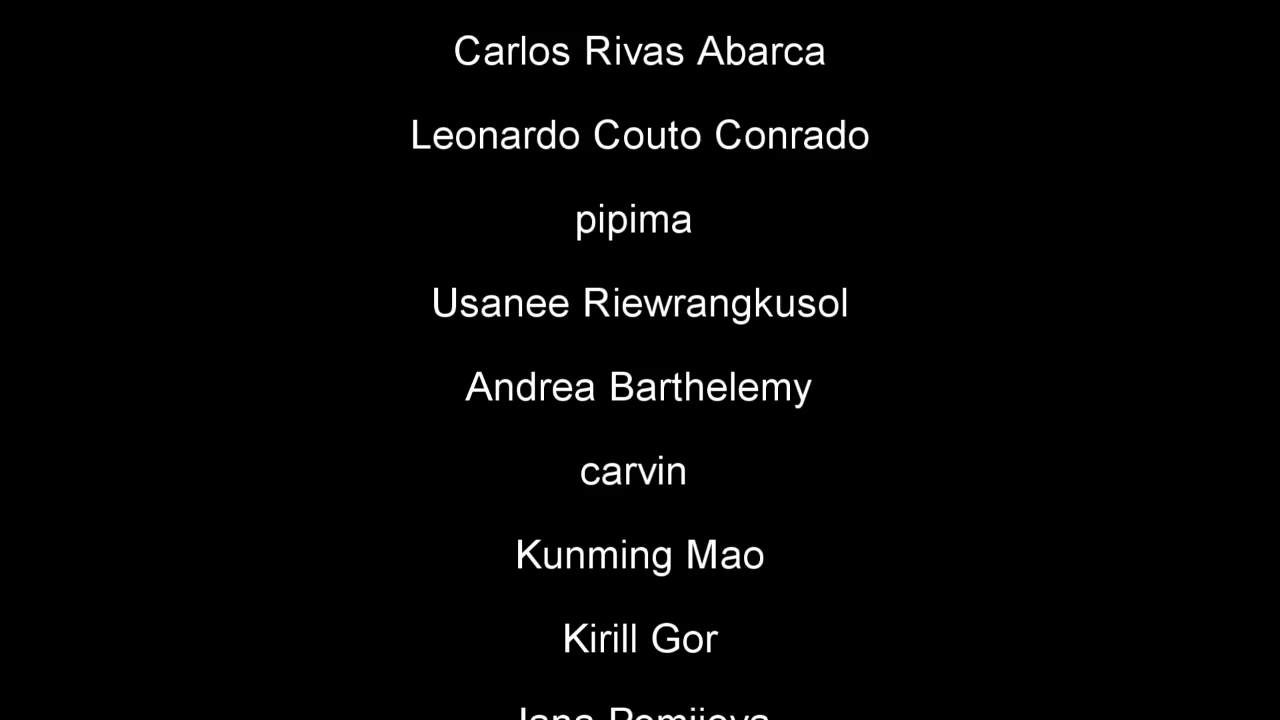 Carlos Rivas Abarca
Leonardo Couto Conrado
pipima
Usanee Riewrangkusol
Andrea Barthelemy
carvin
Kunming Mao
Kirill Gor